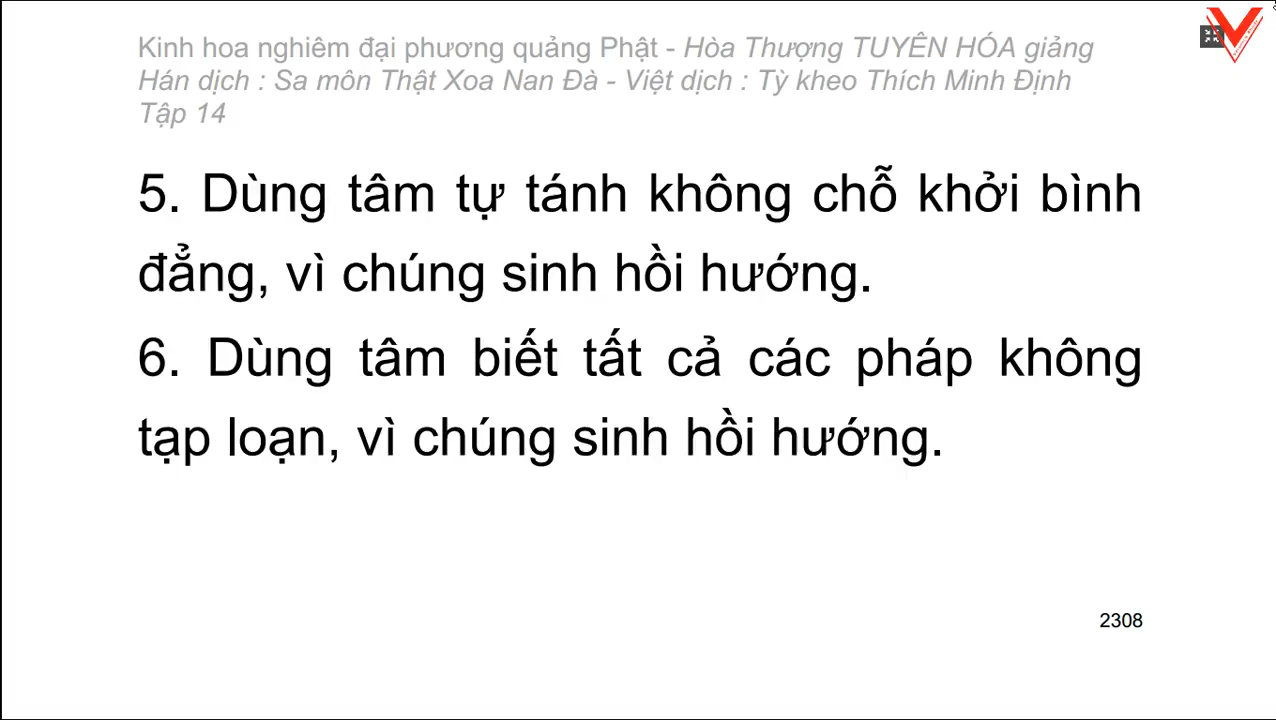 Kinh hoa nghiêm đại phương quảng Phật - Hòa Thượng TUYÊN HÓA giảng
Hán dịch : Sa môn Thật Xoa Nan Đà - Việt dịch : Tỳ kheo Thích Minh Định
Tập 14
5. Dùng tâm tự tánh không chỗ khởi bình
đẳng, vì chúng sinh hồi hướng.
6. Dùng tâm biết tất cả các pháp không
tạp loạn, vì chúng sinh hồi hướng.
2308